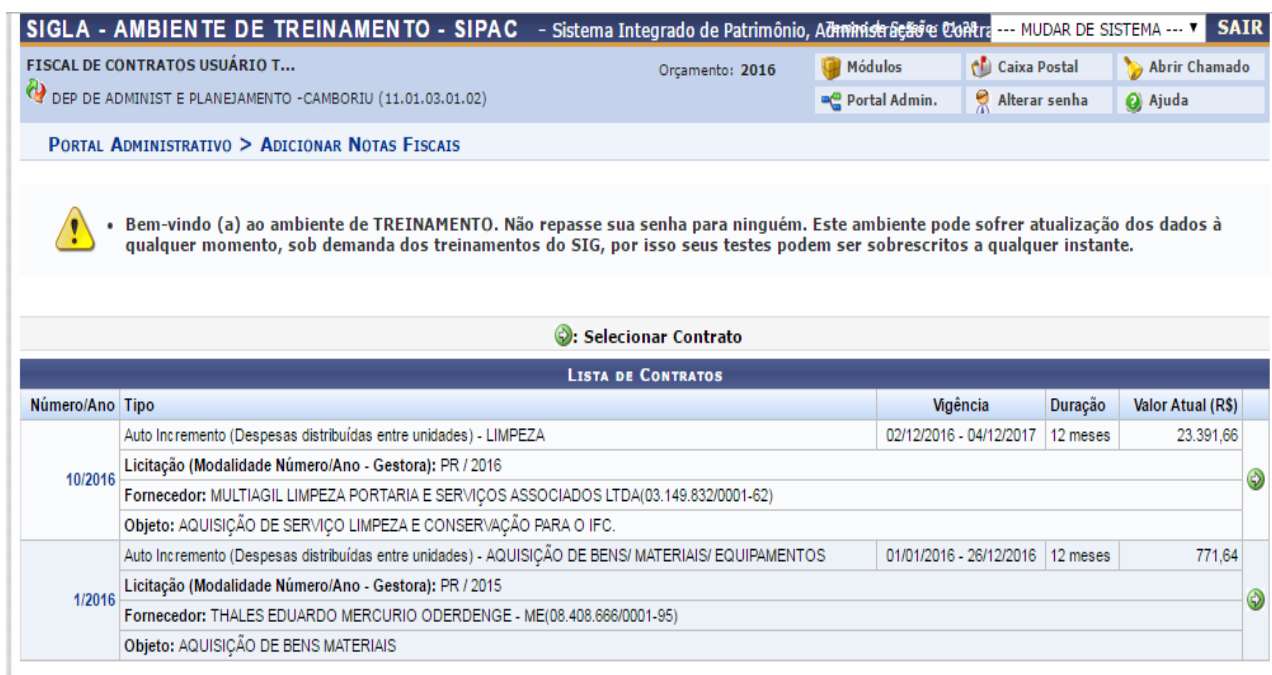 SIGLA - AMBIENTE DE TREINAMENTO - SIPAC - Sistema Integrado de Patrimônio, Administração e Contra --- MUDAR DE SISTEMA --- ▼ SAIR
FISCAL DE CONTRATOS USUÁRIO T...
Orçamento: 2016
Módulos
Caixa Postal
Abrir Chamado
DEP DE ADMINIST E PLANEJAMENTO -CAMBORIU (11.01.03.01.02)
Portal Admin.
Alterar senha
Ajuda
PORTAL ADMINISTRATIVO > ADICIONAR NOTAS FISCAIS
• Bem-vindo (a) ao ambiente de TREINAMENTO. Não repasse sua senha para ninguém. Este ambiente pode sofrer atualização dos dados à
qualquer momento, sob demanda dos treinamentos do SIG, por isso seus testes podem ser sobrescritos a qualquer instante.
: Selecionar Contrato
LISTA DE CONTRATOS
Número/Ano Tipo Vigência Duração Valor Atual (R$)
10/2016
Auto Incremento (Despesas distribuídas entre unidades) - LIMPEZA 02/12/2016 - 04/12/2017 12 meses 23.391,66
Licitação (Modalidade Número/Ano - Gestora): PR / 2016
Fornecedor: MULTIAGIL LIMPEZA PORTARIA E SERVIÇOS ASSOCIADOS LTDA(03.149.832/0001-62)
Objeto: AQUISIÇÃO DE SERVIÇO LIMPEZA E CONSERVAÇÃO PARA O IFC.
1/2016
Auto Incremento (Despesas distribuídas entre unidades) - AQUISIÇÃO DE BENS/ MATERIAIS/ EQUIPAMENTOS 01/01/2016 - 26/12/2016 12 meses 771,64
Licitação (Modalidade Número/Ano - Gestora): PR / 2015
Fornecedor: THALES EDUARDO MERCURIO ODERDENGE - ME(08.408.666/0001-95)
Objeto: AQUISIÇÃO DE BENS MATERIAIS